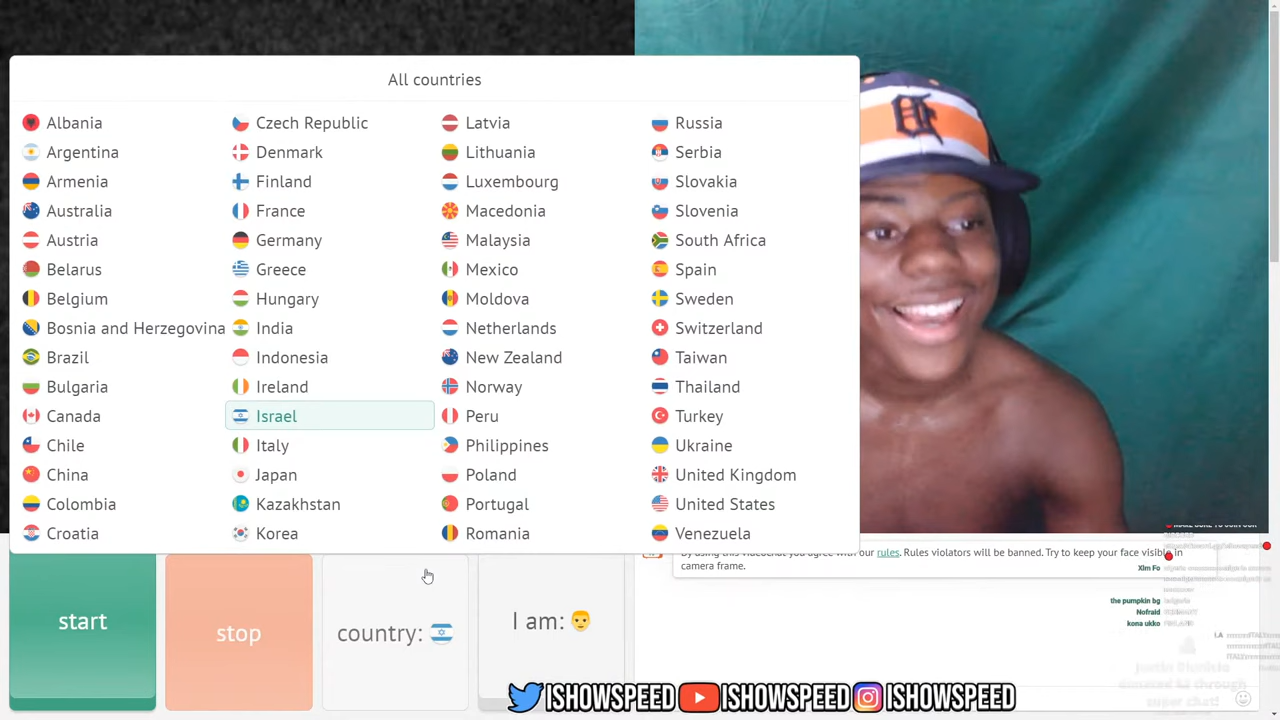 All countries
Albania
Argentina
Armenia
Australia
Austria
Belarus
Belgium
Bosnia and Herzegovina
Brazil
Bulgaria
Canada
Chile
China
Colombia
Croatia
Czech Republic
Denmark
Finland
France
Germany
Greece
Hungary
India
Indonesia
Ireland
Israel
Italy
Japan
Kazakhstan
Korea
Latvia
Lithuania
Luxembourg
Macedonia
Malaysia
Mexico
Moldova
Netherlands
New Zealand
Norway
Peru
Philippines
Poland
Portugal
Romania
Russia
Serbia
Slovakia
Slovenia
South Africa
Spain
Sweden
Switzerland
Taiwan
Thailand
Turkey
Ukraine
United Kingdom
United States
Venezuela
start
stop
country:
I am:
By using this videochat you agree with our rules. Rules violators will be banned. Try to keep your face visible in
camera frame.
Xim Fo
the pumpkin bg
Nofraid
kona ukko
ISHOWSPEED
ISHOWSPEED
ISHOWSPEED